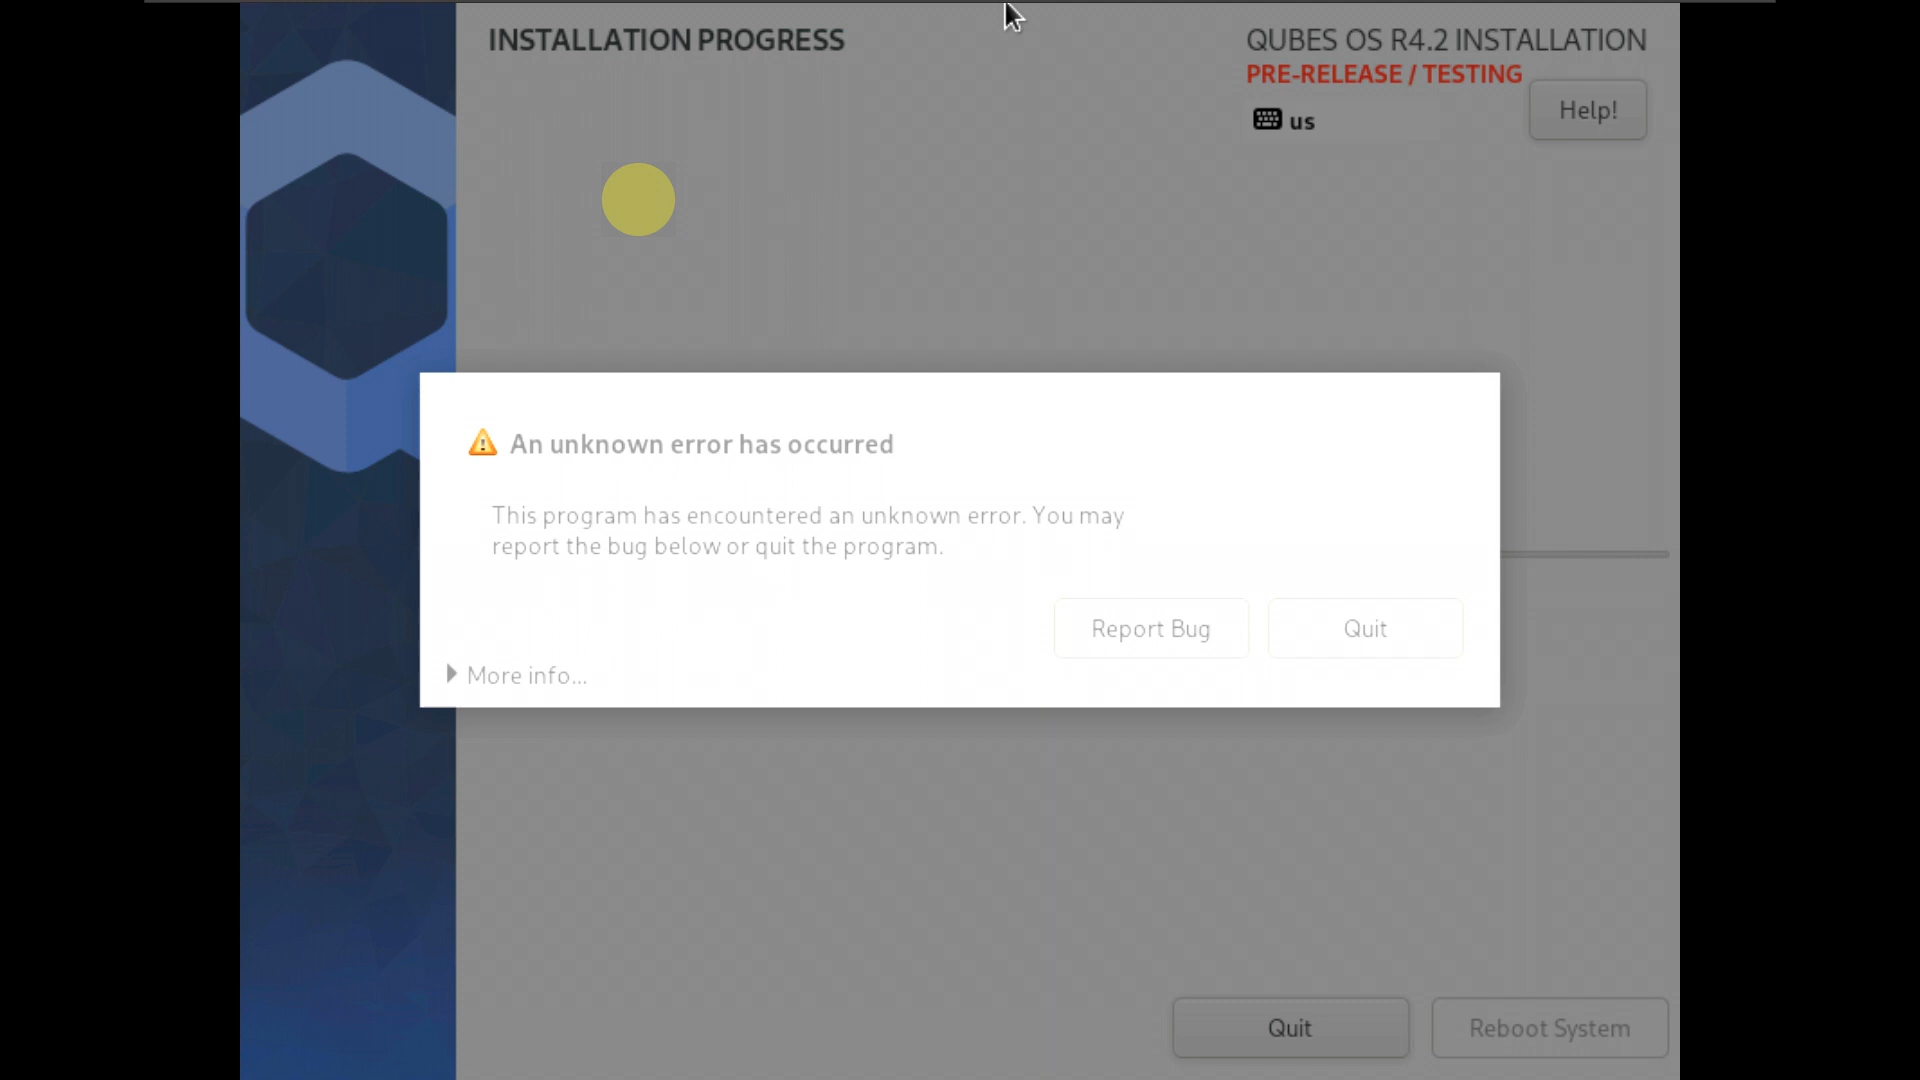 INSTALLATION PROGRESS
QUBES OS R4.2 INSTALLATION
PRE-RELEASE / TESTING
us
Help!
An unknown error has occurred
This program has encountered an unknown error. You may
report the bug below or quit the program.
Report Bug
Quit
More info...
Quit
Reboot System